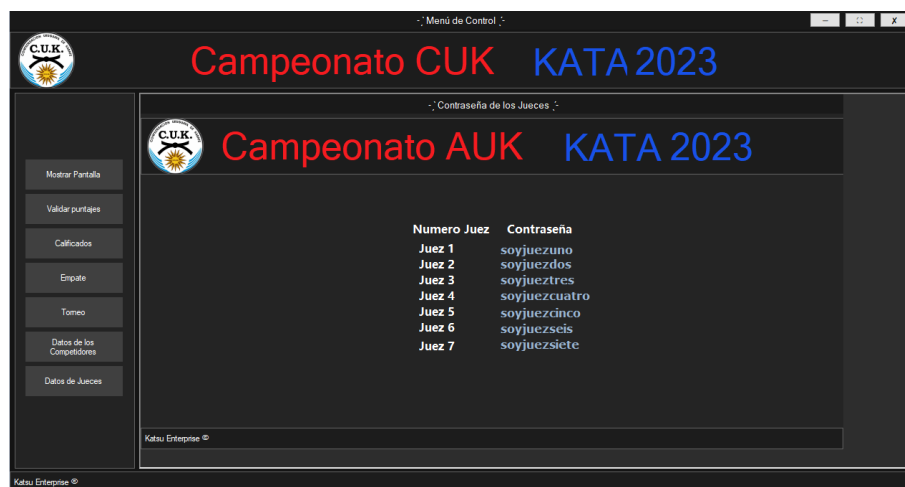 -҉ Menú de Control ҉-
– X
C.U.K.
Campeonato CUK KATA 2023
-҉ Contraseña de los Jueces ҉-
C.U.K.
Campeonato AUK KATA 2023
Mostrar Pantalla
Validar puntajes
Calificados
Empate
Torneo
Datos de los
Competidores
Datos de Jueces
Numero Juez Contraseña
Juez 1 soyjuezuno
Juez 2 soyjuezdos
Juez 3 soyjueztres
Juez 4 soyjuezcuatro
Juez 5 soyjuezcinco
Juez 6 soyjuezseis
Juez 7 soyjuezsiete
Katsu Enterprise ©
Katsu Enterprise ©